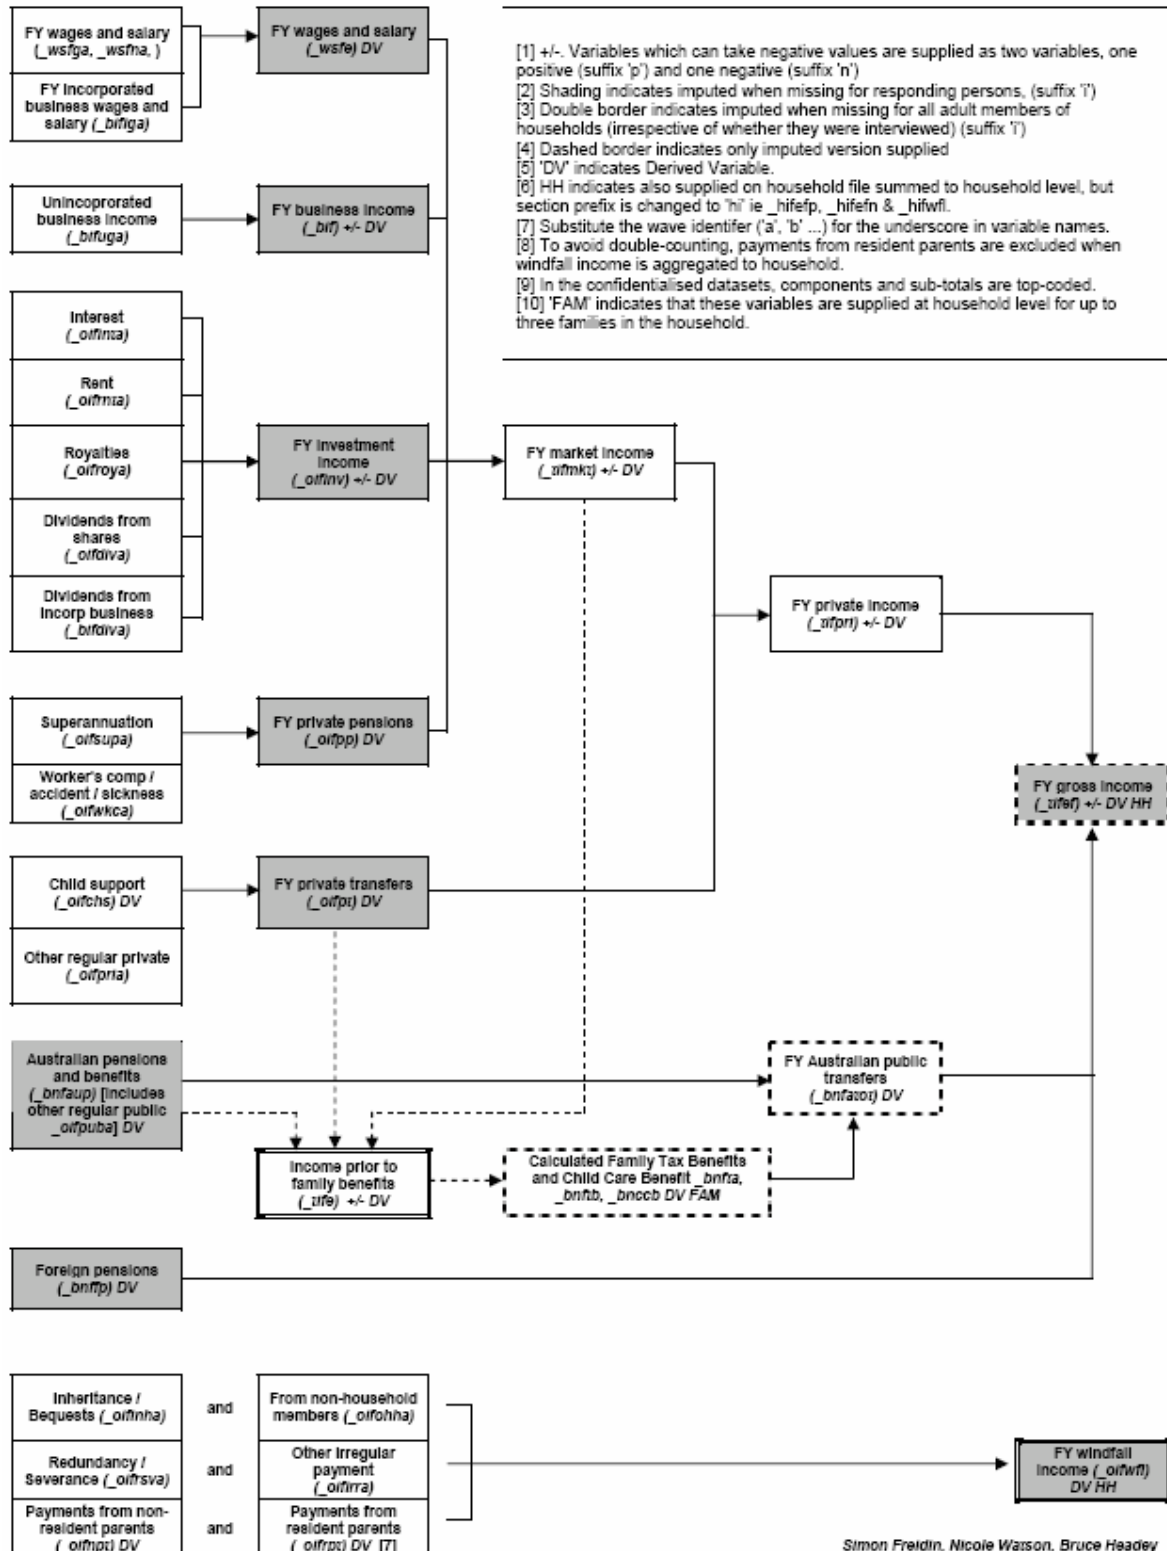 FY wages and salary
(_wsfga, _wsfna, )
FY Incorporated
business wages and
salary (_bifiga)
FY wages and salary
(_wsfe) DV
[1] +/-. Variables which can take negative values are supplied as two variables, one
positive (suffix 'p') and one negative (suffix 'n')
[2] Shading indicates imputed when missing for responding persons, (suffix 'i')
[3] Double border indicates imputed when missing for all adult members of
households (irrespective of whether they were interviewed) (suffix 'i')
[4] Dashed border indicates only imputed version supplied
[5] 'DV' indicates Derived Variable.
[6] HH indicates also supplied on household file summed to household level, but
section prefix is changed to 'hi' ie _hifefp, _hifefn & _hifwfl.
[7] Substitute the wave identifer ('a', 'b' ...) for the underscore in variable names.
[8] To avoid double-counting, payments from resident parents are excluded when
windfall income is aggregated to household.
[9] In the confidentialised datasets, components and sub-totals are top-coded.
[10] 'FAM' indicates that these variables are supplied at household level for up to
three families in the household.
Unincoprorated
business income
(_bifuga)
FY business income
(_bif) +/- DV
Interest
(_oifinta)
Rent
(_oifrnta)
Royalties
(_oifroya)
Dividends from
shares
(_oifdiva)
Dividends from
incorp business
(_bifdiva)
FY investment
income
(_oifinv) +/- DV
FY market income
(_tifmkt) +/- DV
FY private income
(_tifpri) +/- DV
Superannuation
(_oifsupa)
Worker's comp /
accident / sickness
(_oifwkca)
FY private pensions
(_oifpp) DV
FY gross income
(_tifef) +/- DV HH
Child support
(_oifchs) DV
Other regular private
(_oifpria)
FY private transfers
(_oifpt) DV
Australian pensions
and benefits
(_bnfaup) [includes
other regular public
_oifpuba] DV
FY Australian public
transfers
(_bnfatot) DV
Income prior to
family benefits
(_tife) +/- DV
Calculated Family Tax Benefits
and Child Care Benefit _bnfta,
_bnftb, _bnccb DV FAM
Foreign pensions
(_bnffp) DV
Inheritance /
Bequests (_oifinha)
and
From non-household
members (_oifohha)
Redundancy /
Severance (_oifrsva)
and
Other irregular
payment
(_oifirra)
Payments from non-
resident parents
(_oifnpt) DV
and
Payments from
resident parents
(_oifrpt) DV [7]
FY windfall
income (_oifwfl)
DV HH
Simon Freidin, Nicole Watson, Bruce Headey